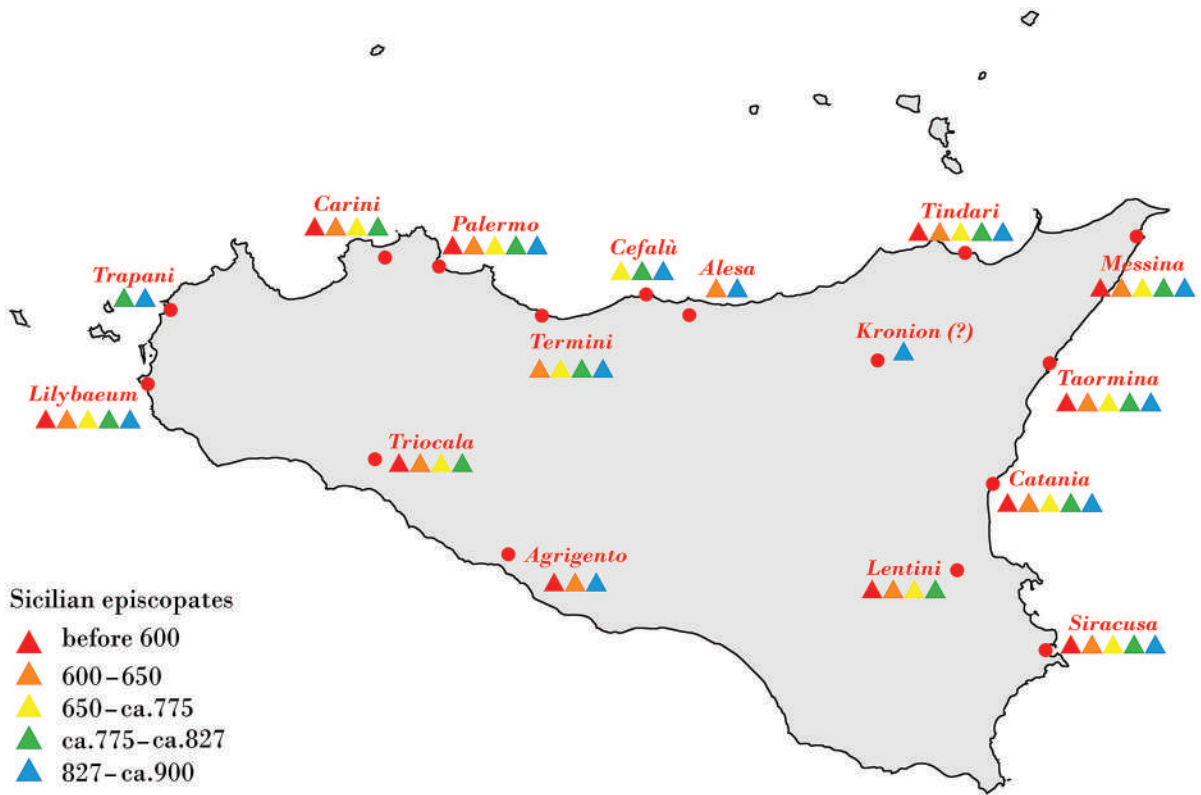 Carini
Palermo
Tindari
Cefalù
Alesa
Messina
Trapani
Kronion (?)
Termini
Taormina
Lilybaeum
Triocala
Catania
Agrigento
Lentini
Siracusa
Sicilian episcopates
before 600
600–650
650–ca.775
ca.775–ca.827
827–ca.900